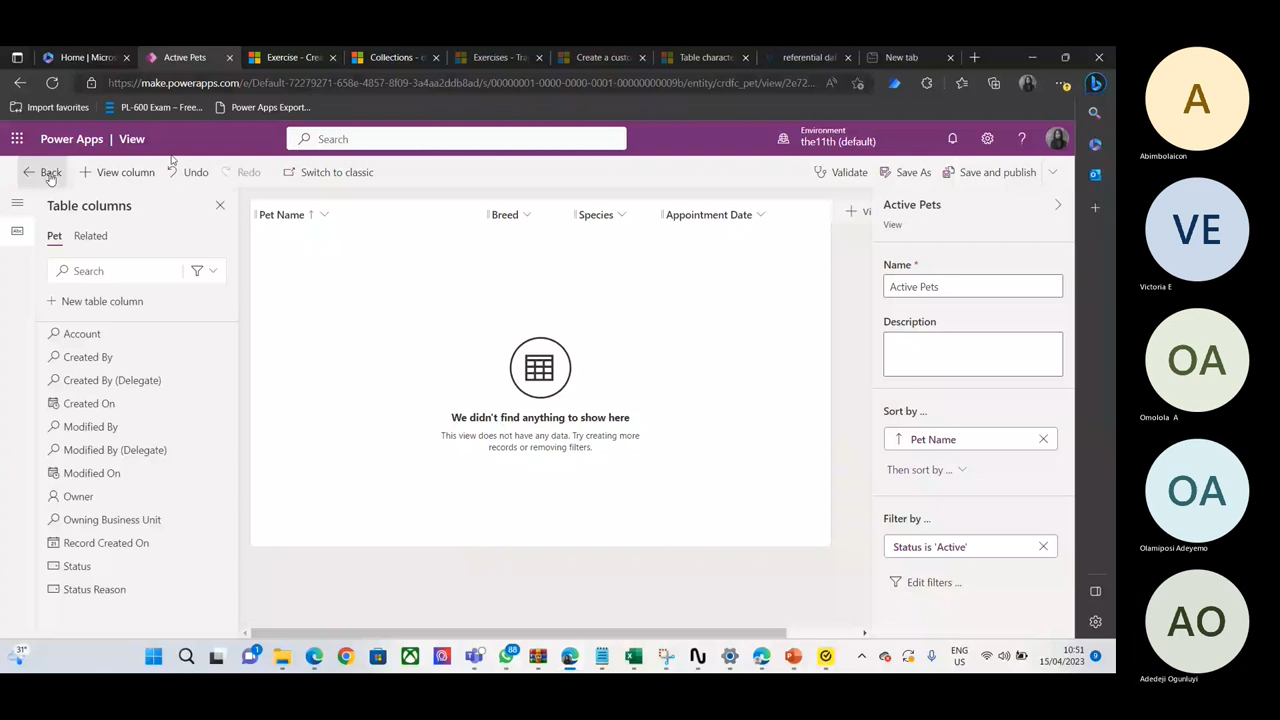 Home | Micros
Active Pets
Exercise - Crea
Collections - c
Exercises - Tra
Create a custo
Table charact
referential dat
New tab
https://make.powerapps.com/e/Default-72279271-658e-4857-8f09-3a4aa2ddb8ad/s/00000001-0000-0000-0001-00000000009b/entity/crdfc_pet/view/2e72...
Import favorites
PL-600 Exam – Free...
Power Apps Export...
Power Apps | View
Search
Environment
the11th (default)
Back
View column
Undo
Redo
Switch to classic
Validate
Save As
Save and publish
Table columns
Pet
Related
Search
New table column
Account
Created By
Created By (Delegate)
Created On
Modified By
Modified By (Delegate)
Modified On
Owner
Owning Business Unit
Record Created On
Status
Status Reason
Pet Name
Breed
Species
Appointment Date
Vi
We didn't find anything to show here
This view does not have any data. Try creating more
records or removing filters.
Active Pets
View
Name *
Active Pets
Description
Sort by ...
Pet Name
Then sort by ...
Filter by ...
Status is 'Active'
Edit filters ...
31°
1
88
ENG
US
10:51
15/04/2023
9
A
Abimbolaicon
VE
Victoria E
OA
Omolola A
OA
Olamiposi Adeyemo
AO
Adedeji Ogunluyi